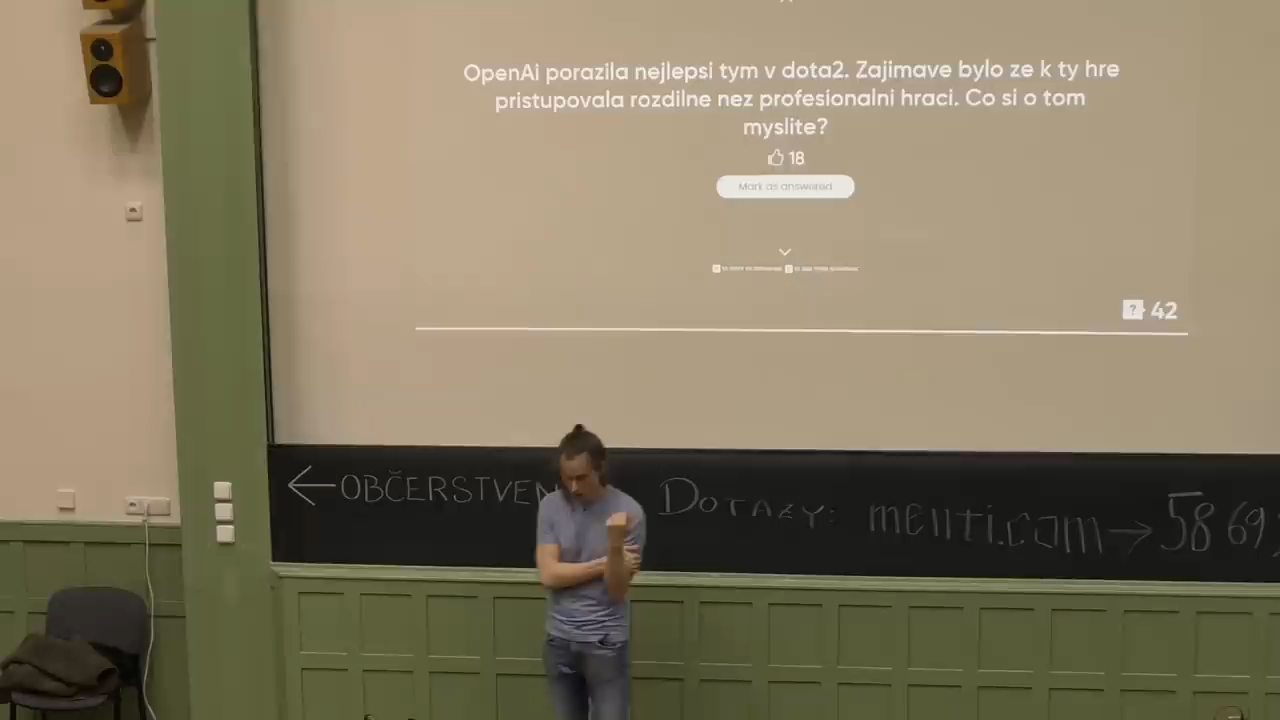 OpenAi porazila nejlepsi tym v dota2. Zajimave bylo ze k ty hre
pristupovala rozdilne nez profesionalni hraci. Co si o tom
myslite?
18
Mark as answered
? 42
← OBČERSTVEN
DOTAZY: menti.com → 58 69